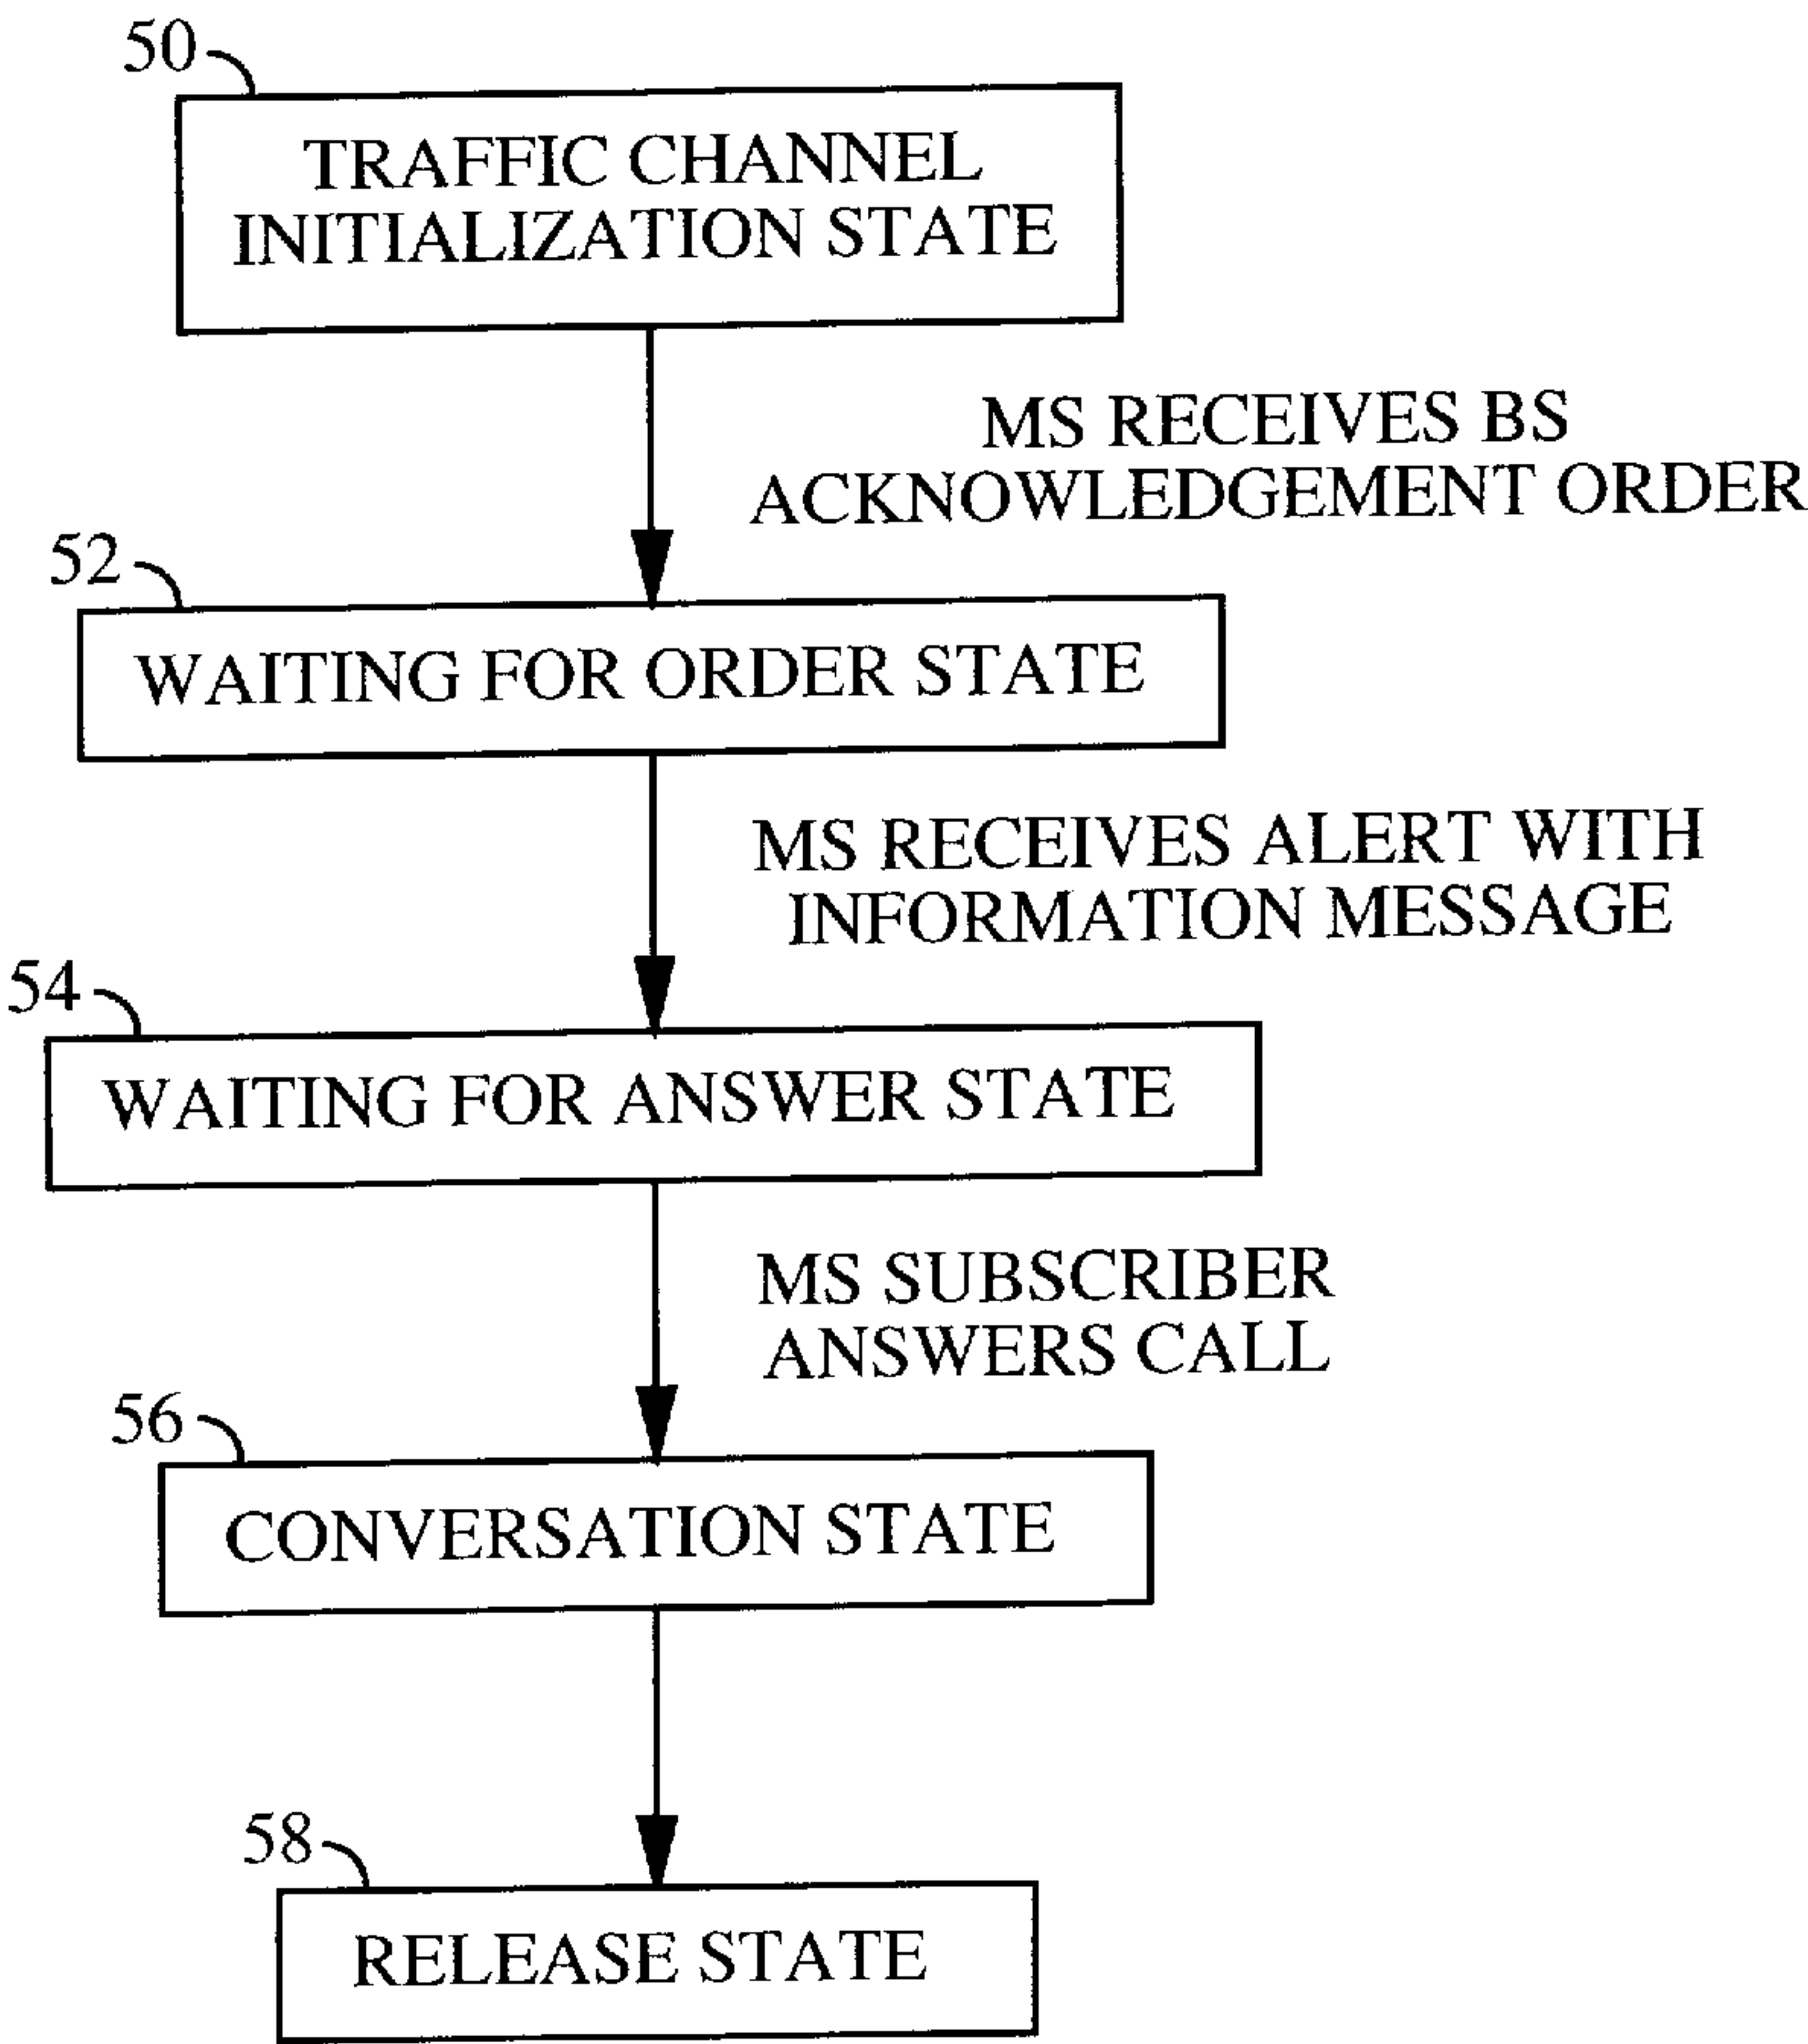 50
TRAFFIC CHANNEL
INITIALIZATION STATE
MS RECEIVES BS
ACKNOWLEDGEMENT ORDER
52
WAITING FOR ORDER STATE
MS RECEIVES ALERT WITH
INFORMATION MESSAGE
54
WAITING FOR ANSWER STATE
MS SUBSCRIBER
ANSWERS CALL
56
CONVERSATION STATE
58
RELEASE STATE